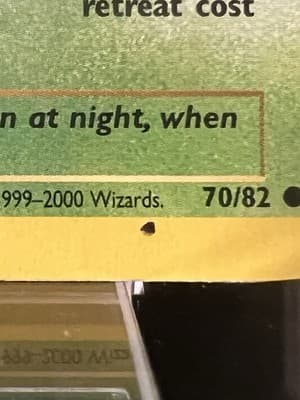 retreat cost
n at night, when
999–2000 Wizards. 70/82 ●